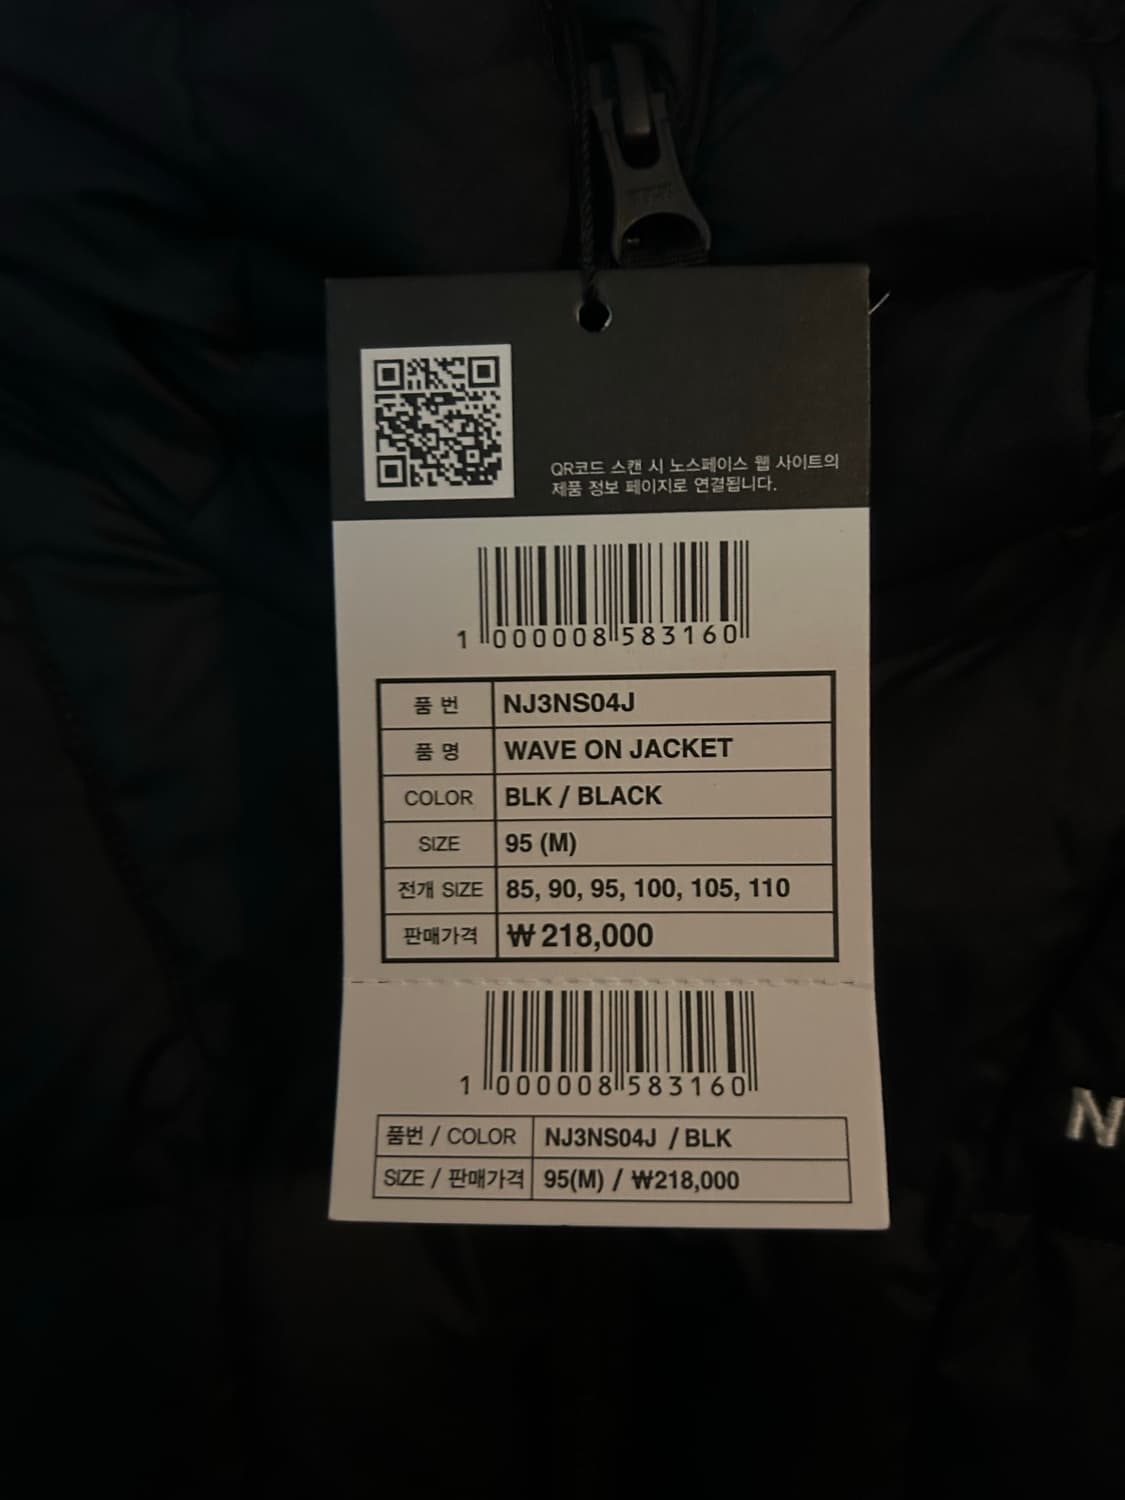 QR코드 스캔 시 노스페이스 웹 사이트의
제품 정보 페이지로 연결됩니다.
1 000008 583160
품 번 NJ3NS04J
품 명 WAVE ON JACKET
COLOR BLK / BLACK
SIZE 95 (M)
전개 SIZE 85, 90, 95, 100, 105, 110
판매가격 ₩ 218,000
1 000008 583160
품번 / COLOR NJ3NS04J / BLK
SIZE / 판매가격 95(M) / ₩218,000
N